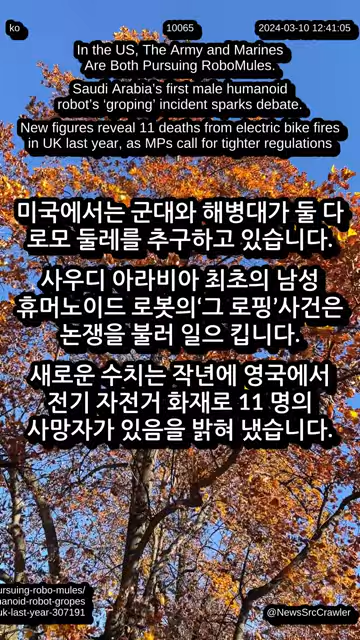 ko 10065 2024-03-10 12:41:05
In the US, The Army and Marines
Are Both Pursuing RoboMules.
Saudi Arabia's first male humanoid
robot's 'groping' incident sparks debate.
New figures reveal 11 deaths from electric bike fires
in UK last year, as MPs call for tighter regulations
미국에서는 군대와 해병대가 둘 다
로모 둘레를 추구하고 있습니다.
사우디 아라비아 최초의 남성
휴머노이드 로봇의‘그 로핑’사건은
논쟁을 불러 일으 킵니다.
새로운 수치는 작년에 영국에서
전기 자전거 화재로 11 명의
사망자가 있음을 밝혀 냈습니다.
ursuing-robo-mules/
nanoid-robot-gropes
uk-last-year-307191
@NewsSrcCrawler